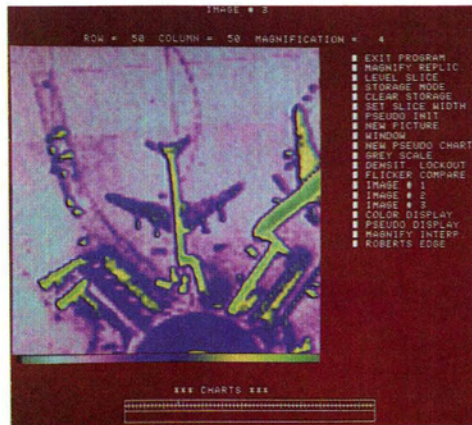 IMAGE # 3
ROW = 50 COLUMN = 50 MAGNIFICATION = 4
EXIT PROGRAM
MAGNIFY REPLIC
LEVEL SLICE
STORAGE MODE
CLEAR STORAGE
SET SLICE WIDTH
PSEUDO INIT
NEW PICTURE
WINDOW
NEW PSEUDO CHART
GREY SCALE
DENSIT LOCKOUT
FLICKER COMPARE
IMAGE # 1
IMAGE # 2
IMAGE # 3
COLOR DISPLAY
PSEUDO DISPLAY
MAGNIFY INTERP
ROBERTS EDGE
*** CHARTS ***